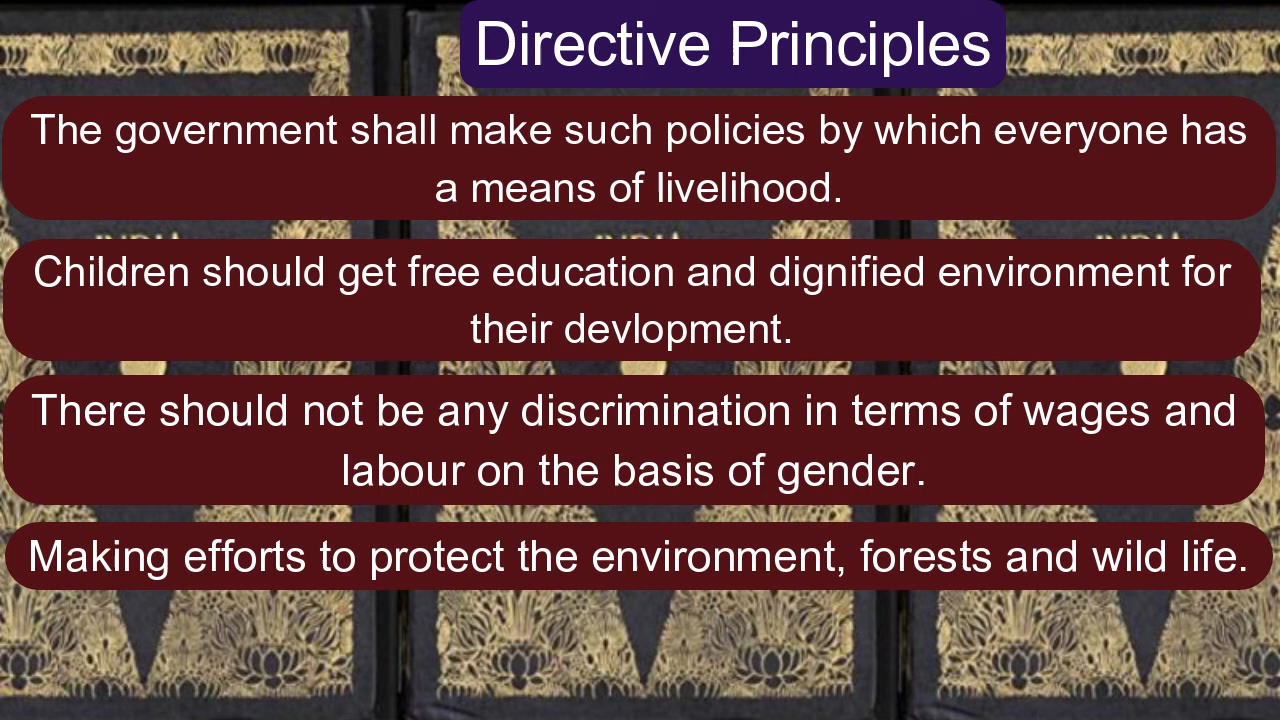 Directive Principles
The government shall make such policies by which everyone has
a means of livelihood.
Children should get free education and dignified environment for
their devlopment.
There should not be any discrimination in terms of wages and
labour on the basis of gender.
Making efforts to protect the environment, forests and wild life.